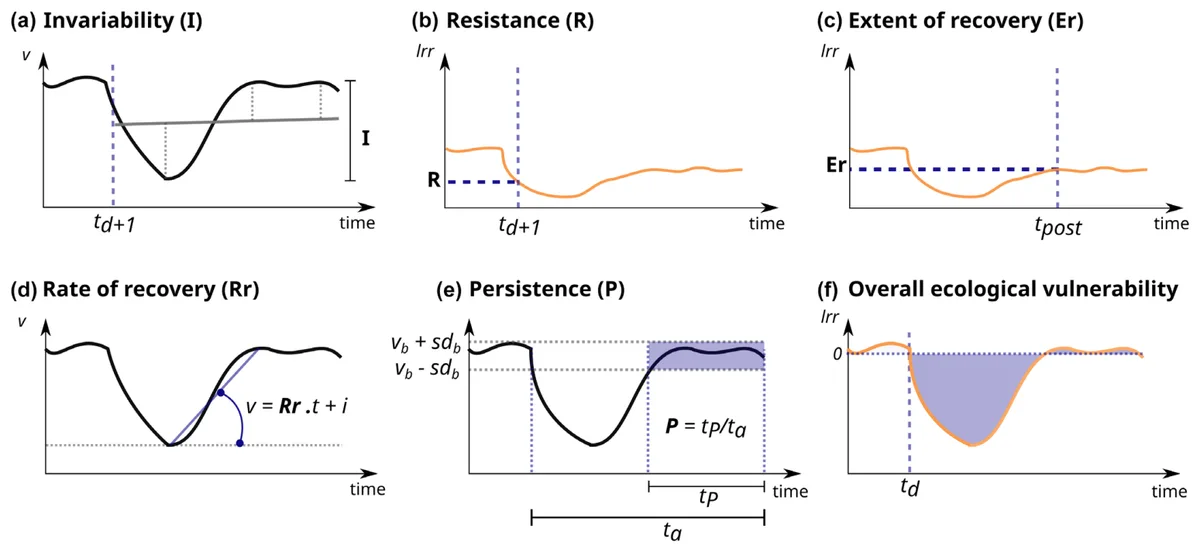 (a) Invariability (I)
v
I
td+1
time
(b) Resistance (R)
lrr
R
td+1
time
(c) Extent of recovery (Er)
lrr
Er
tpost
time
(d) Rate of recovery (Rr)
v
v = Rr .t + i
time
(e) Persistence (P)
vb + sdb
vb - sdb
P = tP/ta
tP
time
ta
(f) Overall ecological vulnerability
lrr
0
td
time